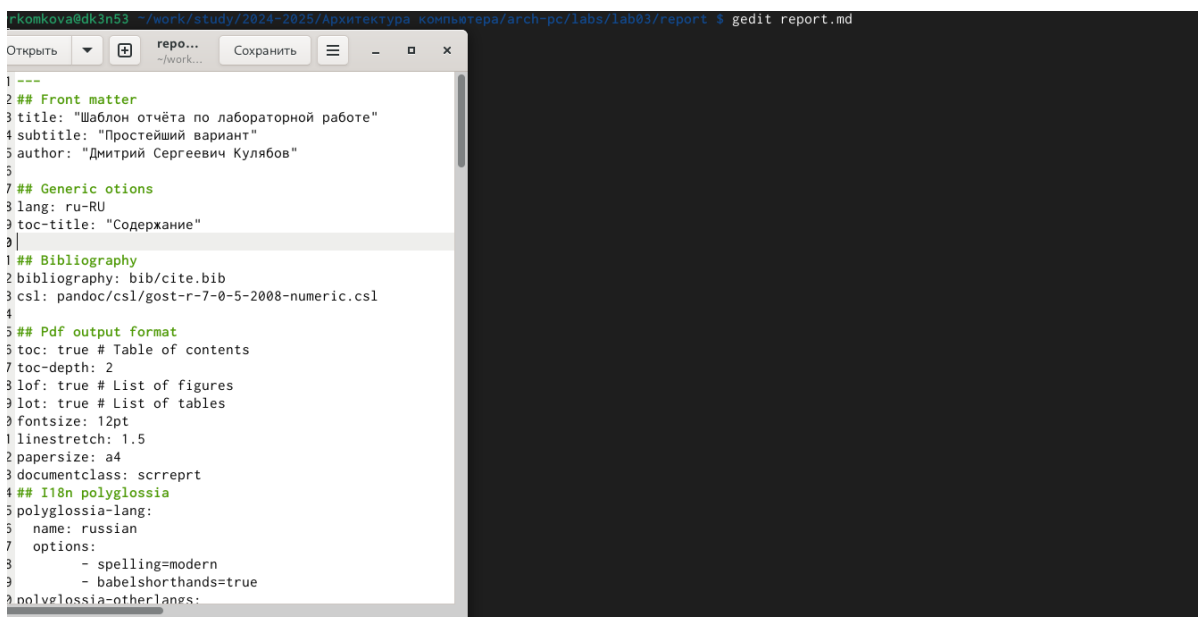 rkomkova@dk3n53 ~/work/study/2024-2025/Архитектура компьютера/arch-pc/labs/lab03/report $ gedit report.md
Открыть
repo...
~/work...
Сохранить
1 ---
2 ## Front matter
3 title: "Шаблон отчёта по лабораторной работе"
4 subtitle: "Простейший вариант"
5 author: "Дмитрий Сергеевич Кулябов"
6
7 ## Generic otions
8 lang: ru-RU
9 toc-title: "Содержание"
0
1 ## Bibliography
2 bibliography: bib/cite.bib
3 csl: pandoc/csl/gost-r-7-0-5-2008-numeric.csl
4
5 ## Pdf output format
6 toc: true # Table of contents
7 toc-depth: 2
8 lof: true # List of figures
9 lot: true # List of tables
0 fontsize: 12pt
1 linestretch: 1.5
2 papersize: a4
3 documentclass: scrreprt
4 ## I18n polyglossia
5 polyglossia-lang:
6   name: russian
7   options:
8         - spelling=modern
9         - babelshorthands=true
0 polyglossia-otherlangs: